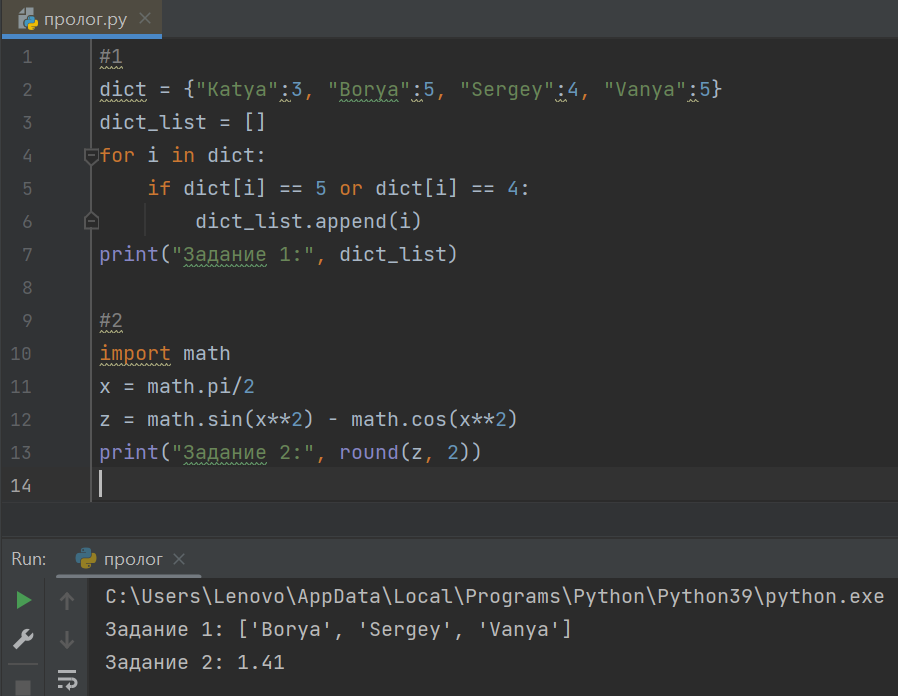 пролог.py
1 #1
2 dict = {"Katya":3, "Borya":5, "Sergey":4, "Vanya":5}
3 dict_list = []
4 for i in dict:
5     if dict[i] == 5 or dict[i] == 4:
6         dict_list.append(i)
7 print("Задание 1:", dict_list)
8
9 #2
10 import math
11 x = math.pi/2
12 z = math.sin(x**2) - math.cos(x**2)
13 print("Задание 2:", round(z, 2))
14
Run: пролог
C:\Users\Lenovo\AppData\Local\Programs\Python\Python39\python.exe
Задание 1: ['Borya', 'Sergey', 'Vanya']
Задание 2: 1.41